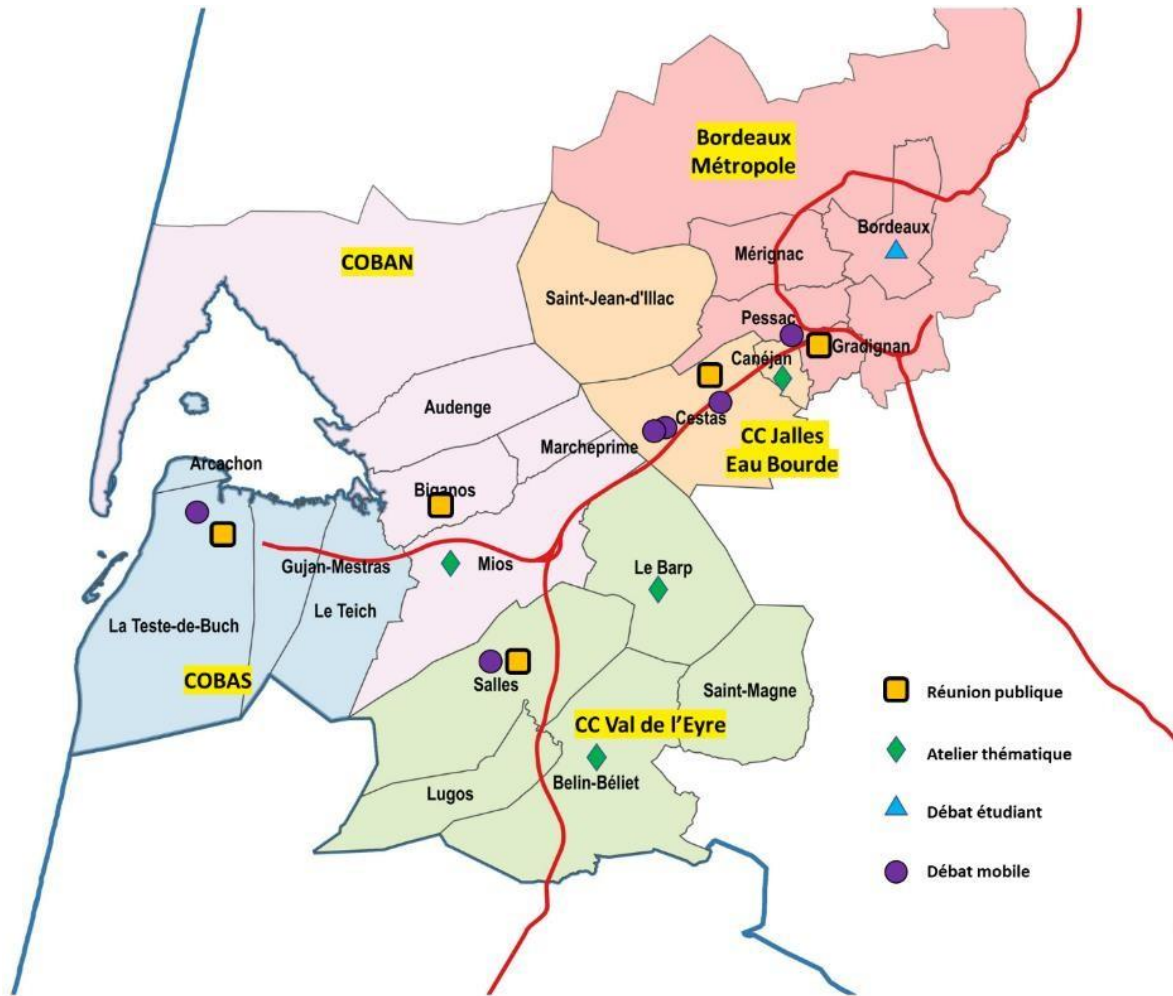 Bordeaux
Métropole
Bordeaux
COBAN
Mérignac
Saint-Jean-d'Illac
Pessac
Gradignan
Canéjan
Audenge
Cestas
CC Jalles
Eau Bourde
Marcheprime
Arcachon
Biganos
Mios
Gujan-Mestras
Le Barp
Le Teich
La Teste-de-Buch
COBAS
Salles
Saint-Magne
CC Val de l'Eyre
Belin-Béliet
Lugos
Réunion publique
Atelier thématique
Débat étudiant
Débat mobile